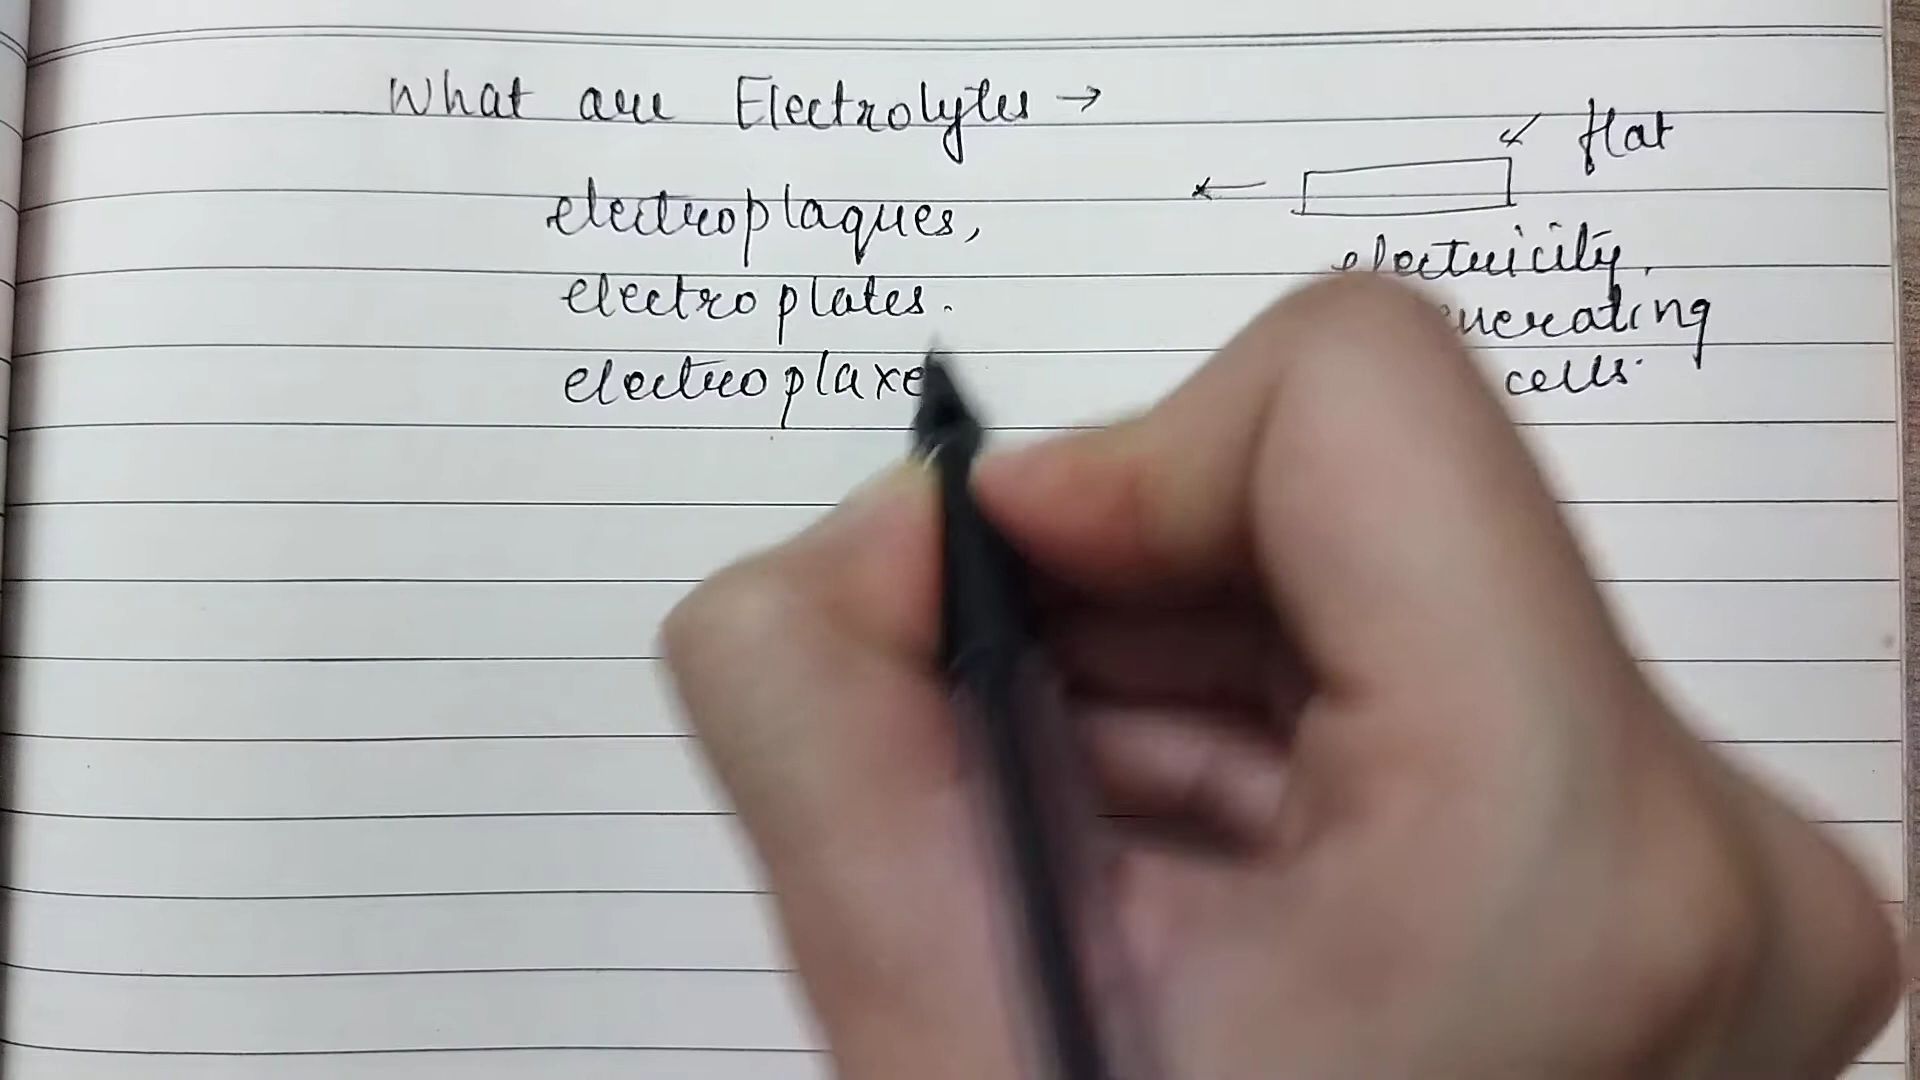 What are Electrolytes →
flat
electroplaques,
electricity
electroplates.
electroplaxe
cells.